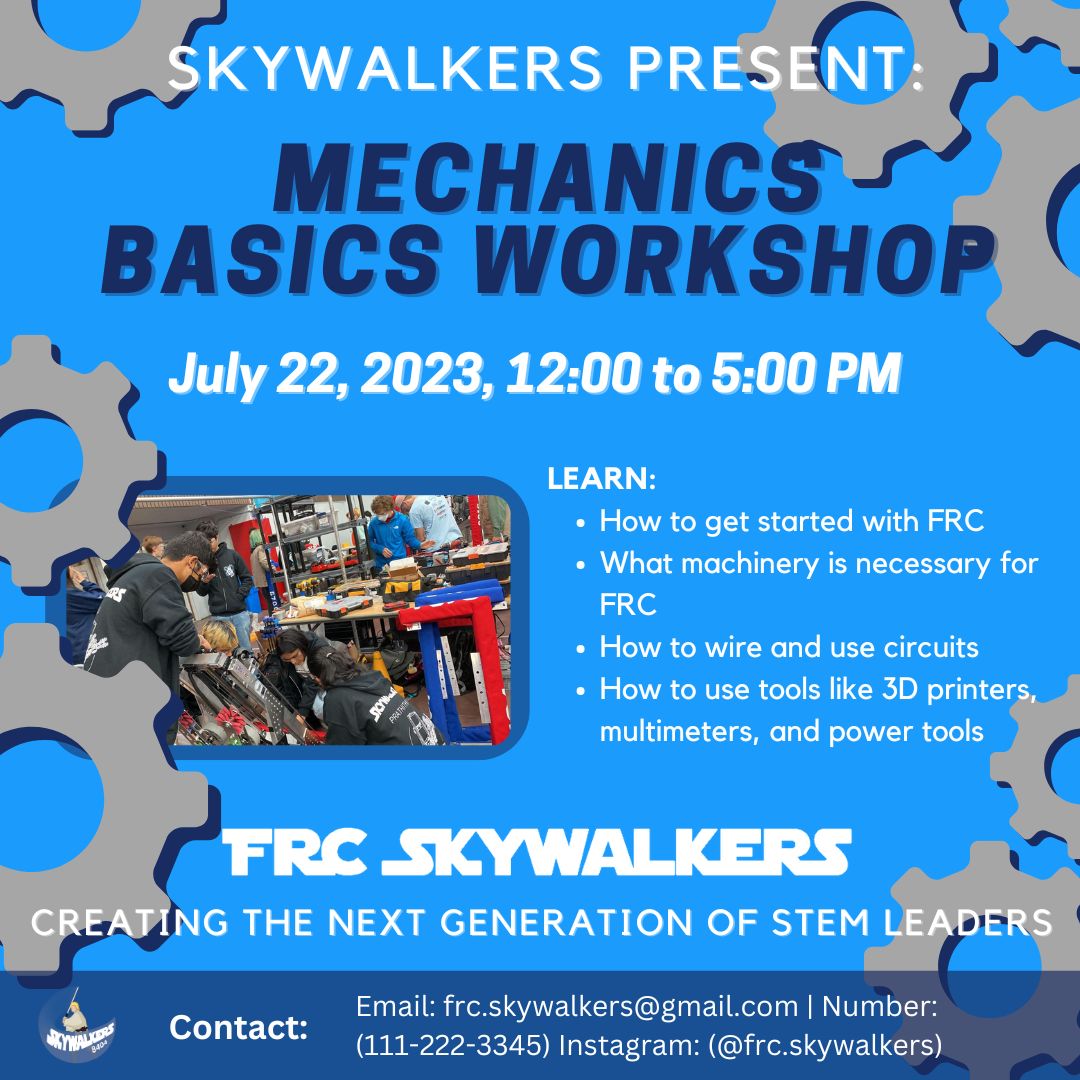 SKYWALKERS PRESENT:
MECHANICS
BASICS WORKSHOP
July 22, 2023, 12:00 to 5:00 PM
LEARN:
• How to get started with FRC
• What machinery is necessary for
FRC
• How to wire and use circuits
• How to use tools like 3D printers,
multimeters, and power tools
FRC SKYWALKERS
CREATING THE NEXT GENERATION OF STEM LEADERS
SKYWALKERS
8404
Contact:
Email: frc.skywalkers@gmail.com | Number:
(111-222-3345) Instagram: (@frc.skywalkers)